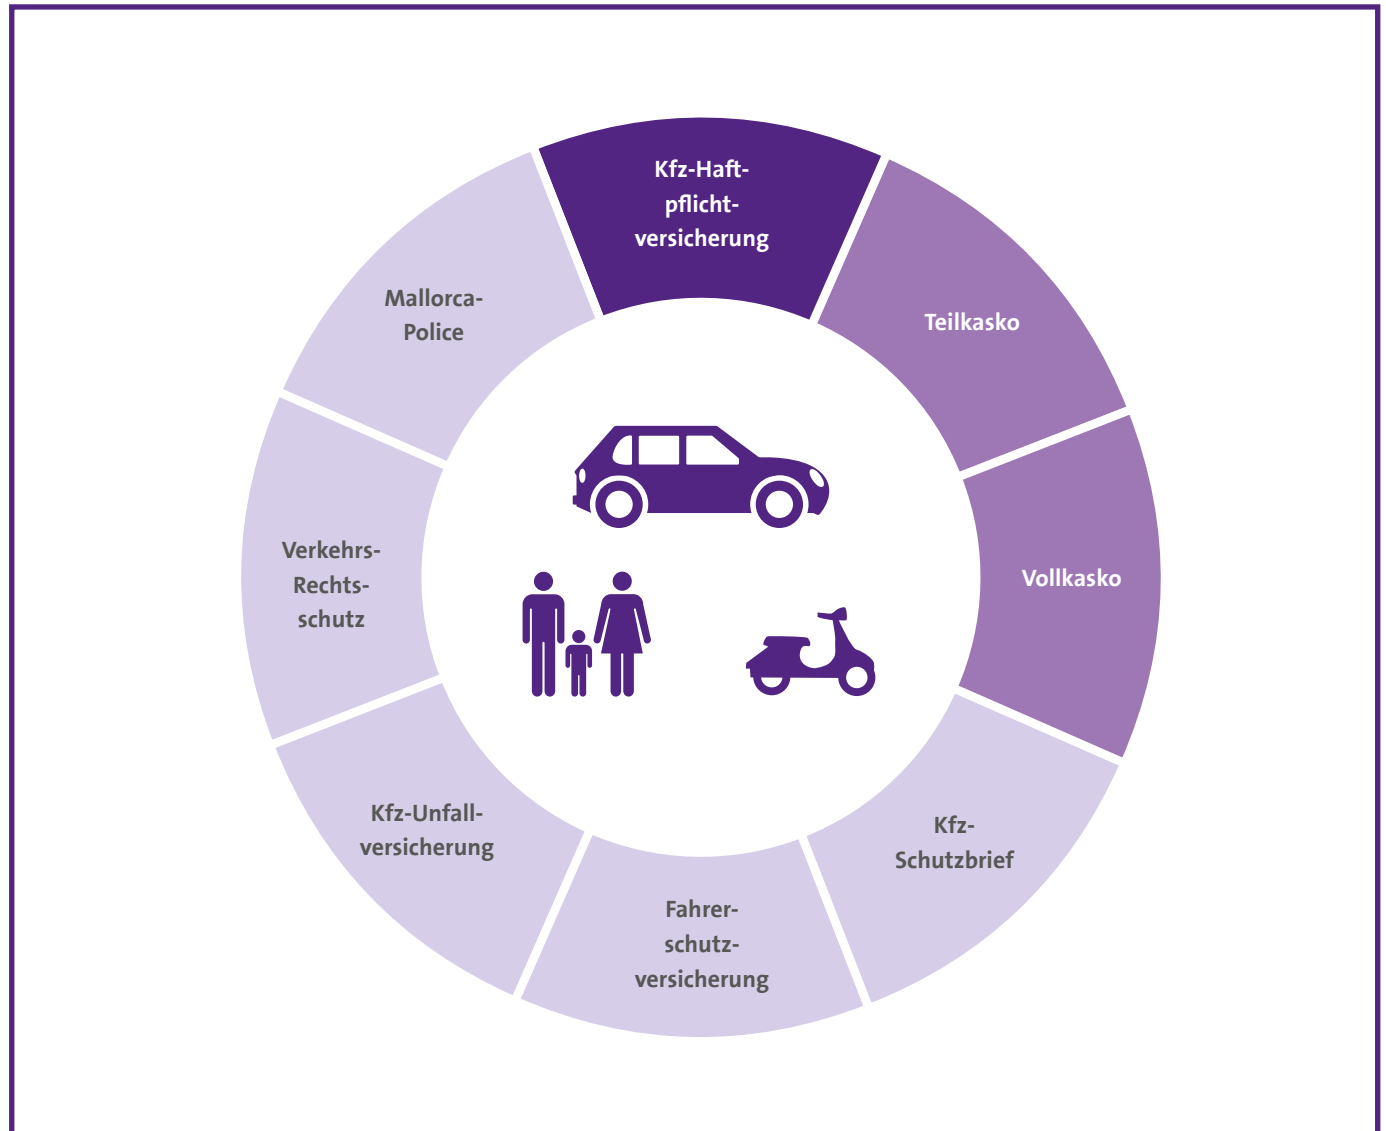 Kfz-Haft-
pflicht-
versicherung
Teilkasko
Vollkasko
Kfz-
Schutzbrief
Fahrer-
schutz-
versicherung
Kfz-Unfall-
versicherung
Verkehrs-
Rechts-
schutz
Mallorca-
Police